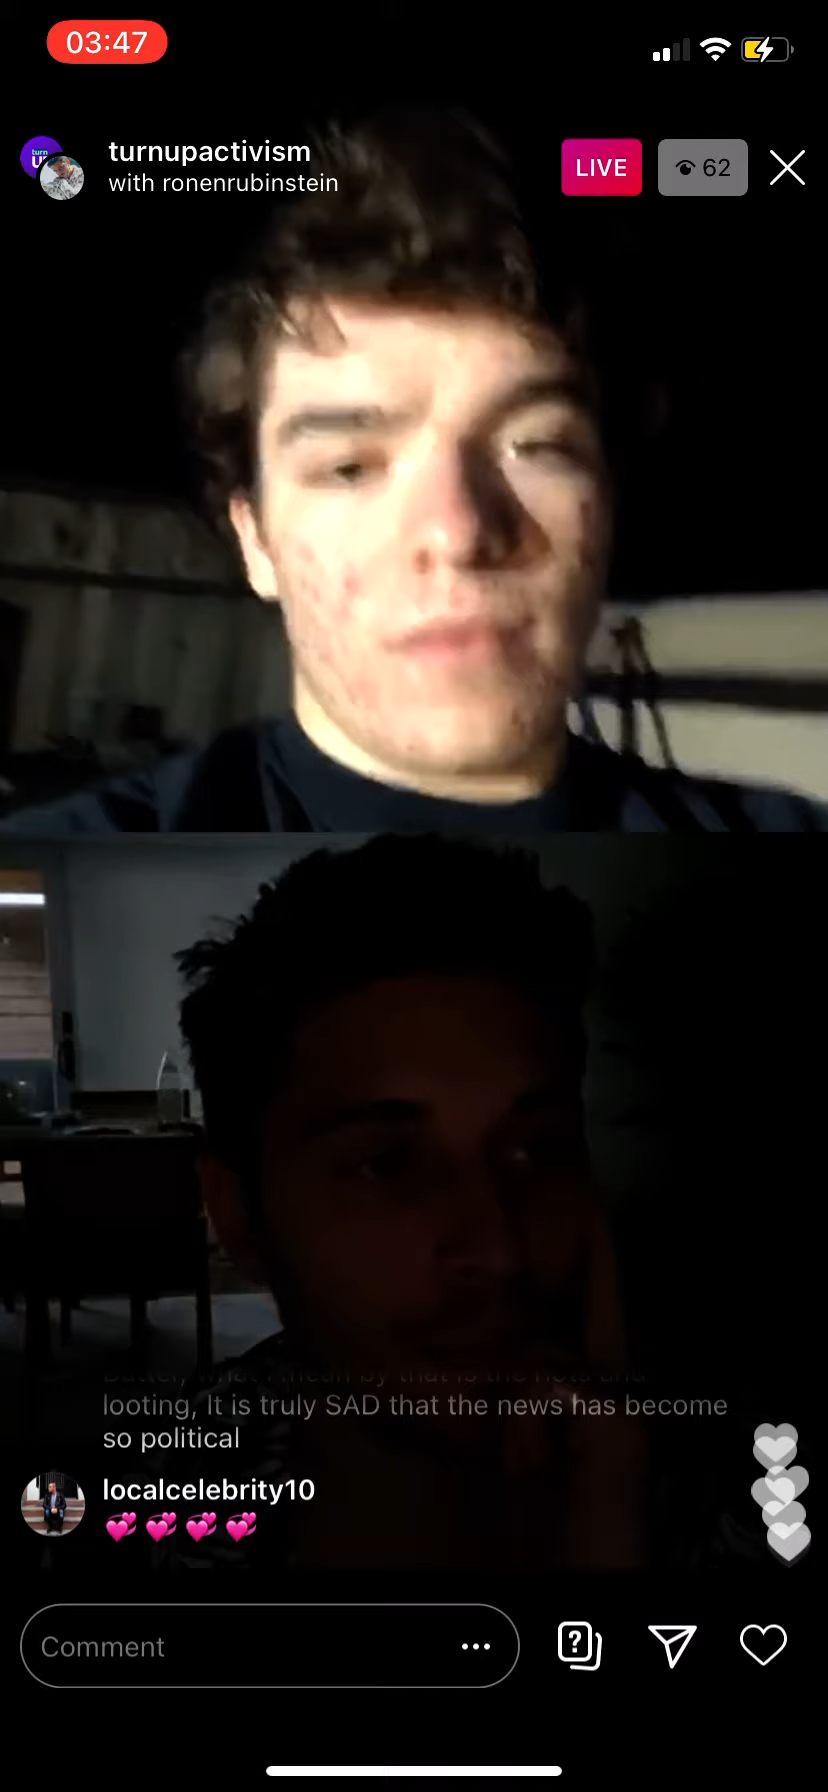 03:47
turn
turnupactivism
with ronenrubinstein
LIVE
62
looting, It is truly SAD that the news has become
so political
localcelebrity10
Comment